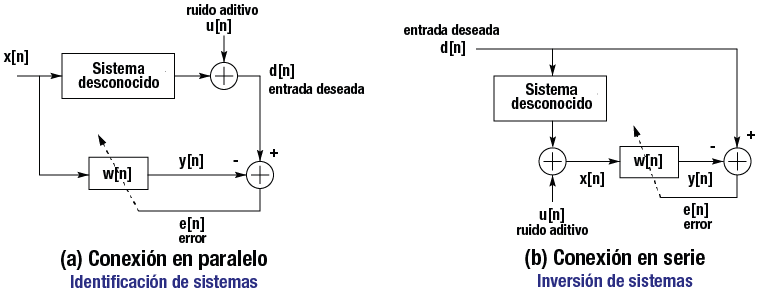 ruido aditivo
u[n]
x[n]
Sistema
desconocido
d[n]
entrada deseada
+
w[n]
y[n]
-
e[n]
error
(a) Conexión en paralelo
Identificación de sistemas
entrada deseada
d[n]
Sistema
desconocido
+
x[n]
w[n]
-
y[n]
u[n]
ruido aditivo
e[n]
error
(b) Conexión en serie
Inversión de sistemas